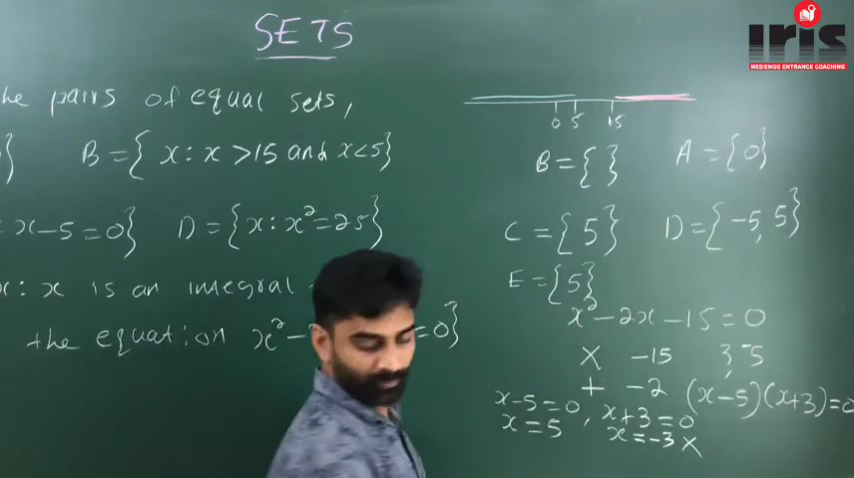 SETS
iris
MEDIENGG ENTRANCE COACHING
he pairs of equal sets,
} B = { x : x > 15 and x < 5 }
x - 5 = 0 } D = { x : x² = 25 }
x : x is an integral
the equation x² - = 0 }
0 5 15
B = { } A = { 0 }
C = { 5 } D = { -5, 5 }
E = { 5 }
x² - 2x - 15 = 0
× -15 3, -5
+ -2 (x - 5)(x + 3) = 0
x - 5 = 0, x + 3 = 0
x = 5 x = -3 ×